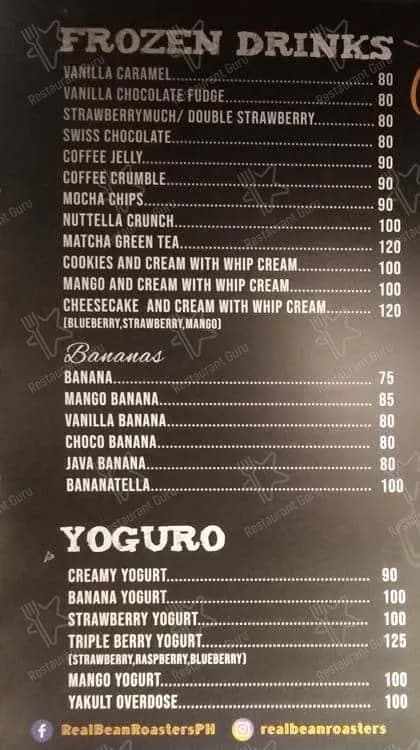 FROZEN DRINKS
VANILLA CARAMEL 80
VANILLA CHOCOLATE FUDGE 80
STRAWBERRYMUCH/ DOUBLE STRAWBERRY 80
SWISS CHOCOLATE 80
COFFEE JELLY 90
COFFEE CRUMBLE 90
MOCHA CHIPS 90
NUTTELLA CRUNCH 100
MATCHA GREEN TEA 120
COOKIES AND CREAM WITH WHIP CREAM 100
MANGO AND CREAM WITH WHIP CREAM 100
CHEESECAKE AND CREAM WITH WHIP CREAM 120
(BLUEBERRY,STRAWBERRY,MANGO)
Bananas
BANANA 75
MANGO BANANA 85
VANILLA BANANA 80
CHOCO BANANA 80
JAVA BANANA 80
BANANATELLA 100
YOGURO
CREAMY YOGURT 90
BANANA YOGURT 100
STRAWBERRY YOGURT 100
TRIPLE BERRY YOGURT 125
(STRAWBERRY,RASPBERRY,BLUEBERRY)
MANGO YOGURT 100
YAKULT OVERDOSE 100
RealBeanRoastersPH realbeanroasters
Restaurant Guru